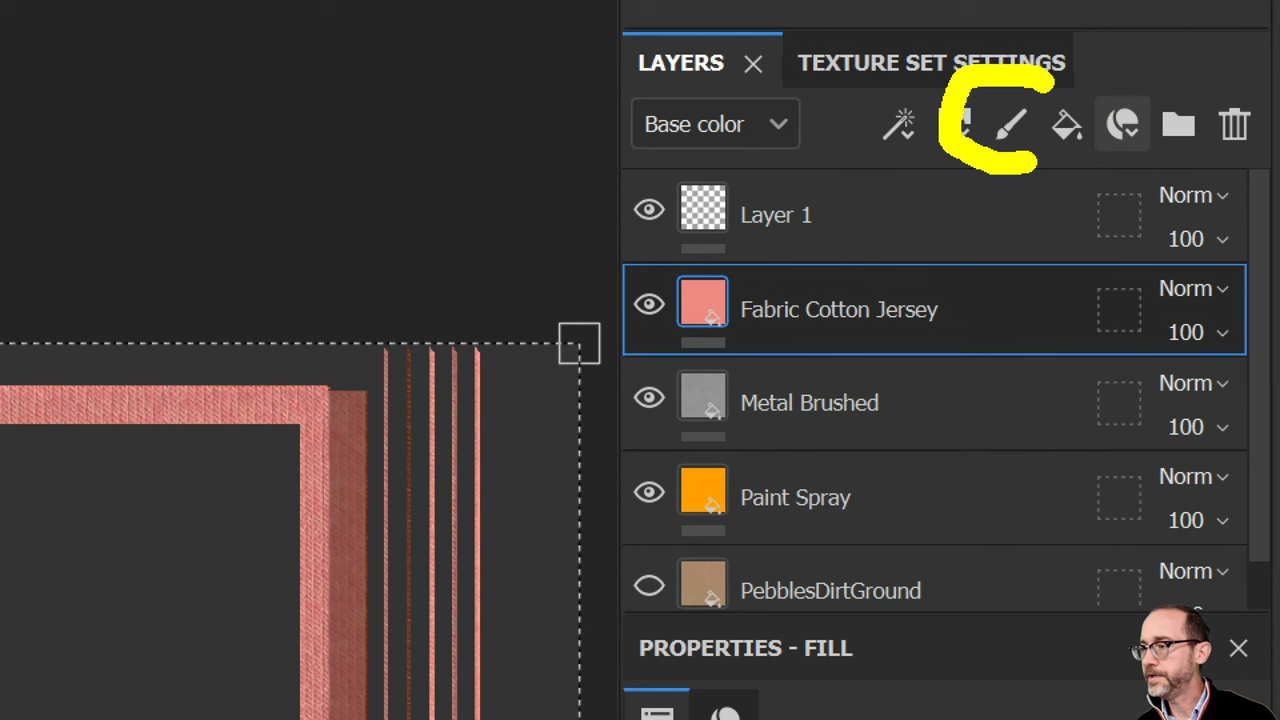 LAYERS
TEXTURE SET SETTINGS
Base color
Layer 1
Norm
100
Fabric Cotton Jersey
Norm
100
Metal Brushed
Norm
100
Paint Spray
Norm
100
PebblesDirtGround
Norm
PROPERTIES - FILL